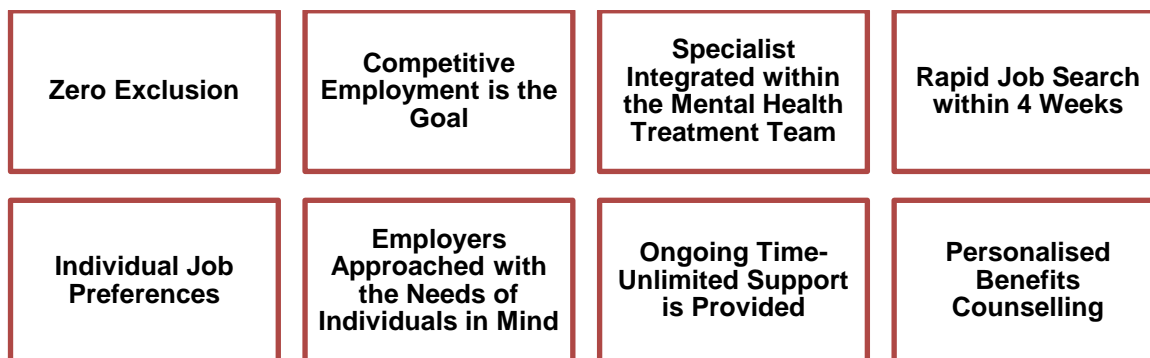 Zero Exclusion
Competitive
Employment is the
Goal
Specialist
Integrated within
the Mental Health
Treatment Team
Rapid Job Search
within 4 Weeks
Individual Job
Preferences
Employers
Approached with
the Needs of
Individuals in Mind
Ongoing Time-
Unlimited Support
is Provided
Personalised
Benefits
Counselling